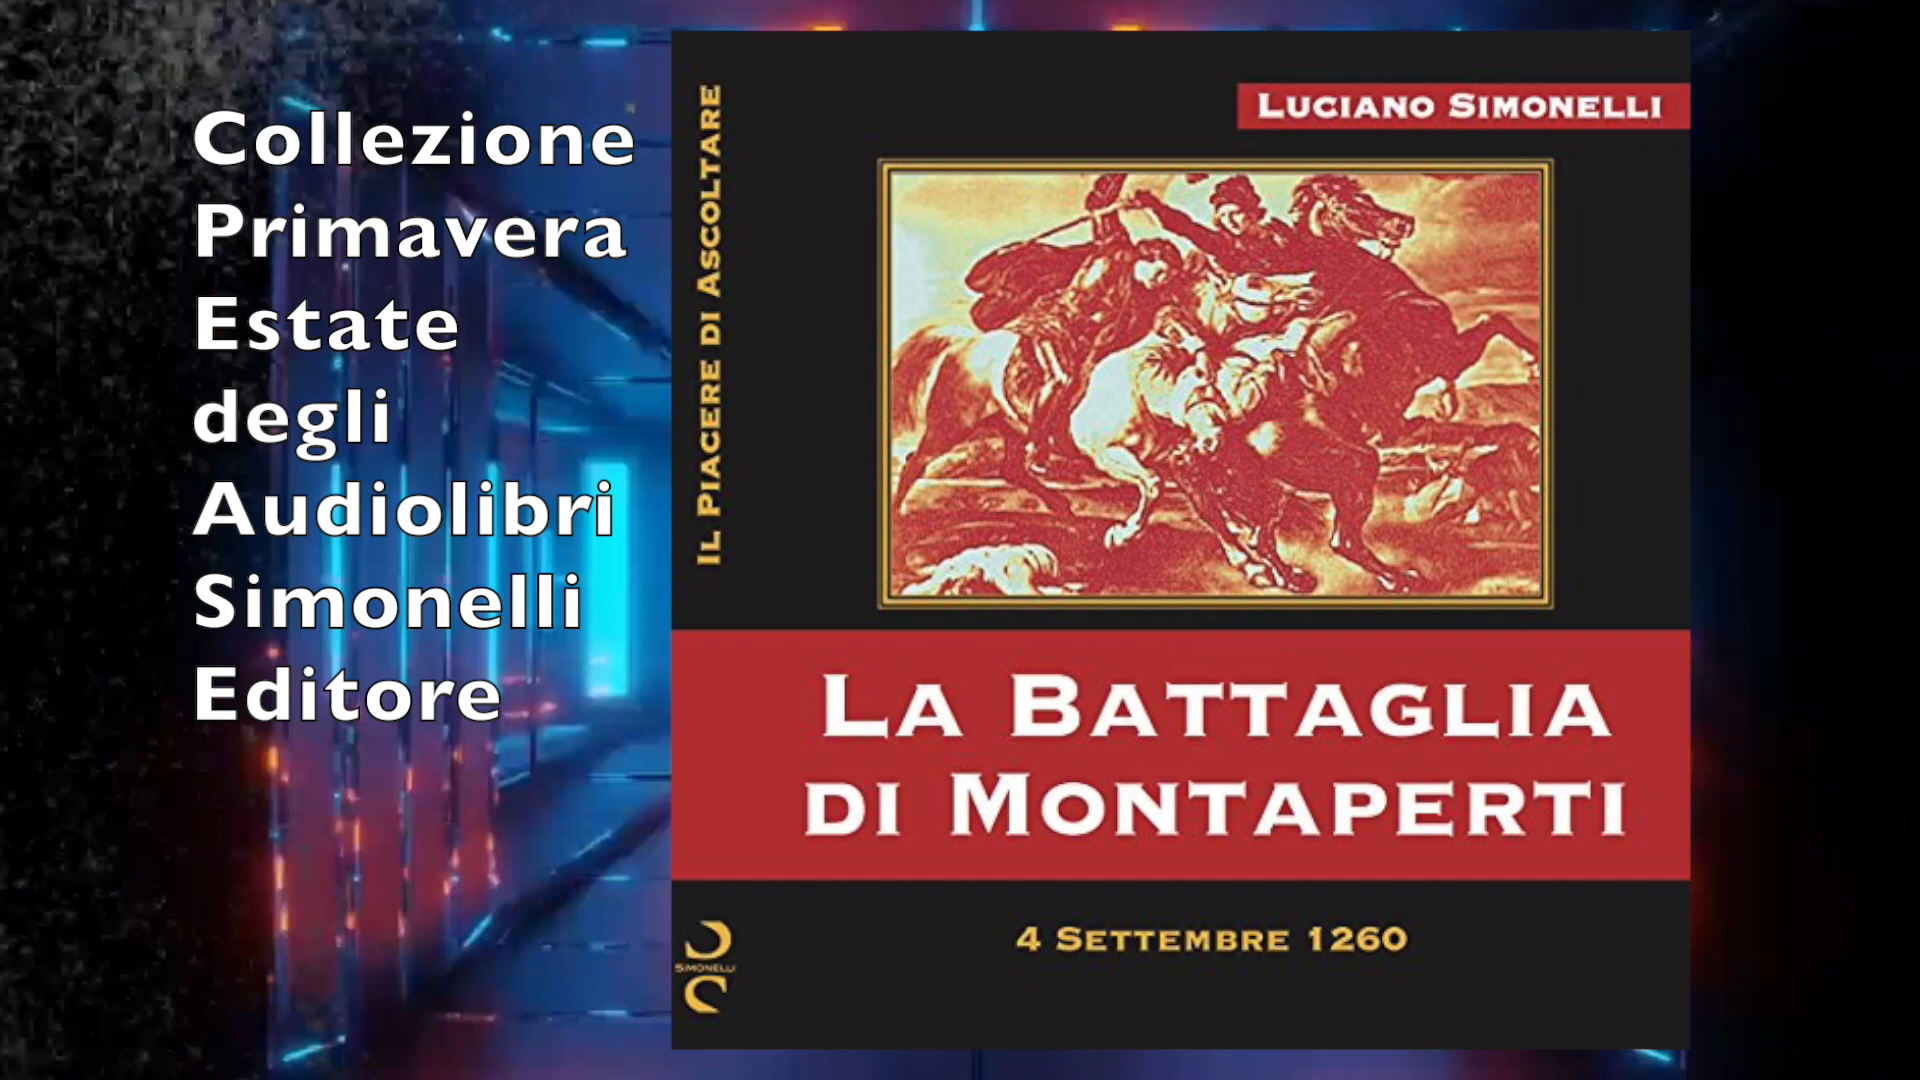 Collezione
Primavera
Estate
degli
Audiolibri
Simonelli
Editore
IL PIACERE DI ASCOLTARE
LUCIANO SIMONELLI
LA BATTAGLIA
DI MONTAPERTI
4 SETTEMBRE 1260
SIMONELLI